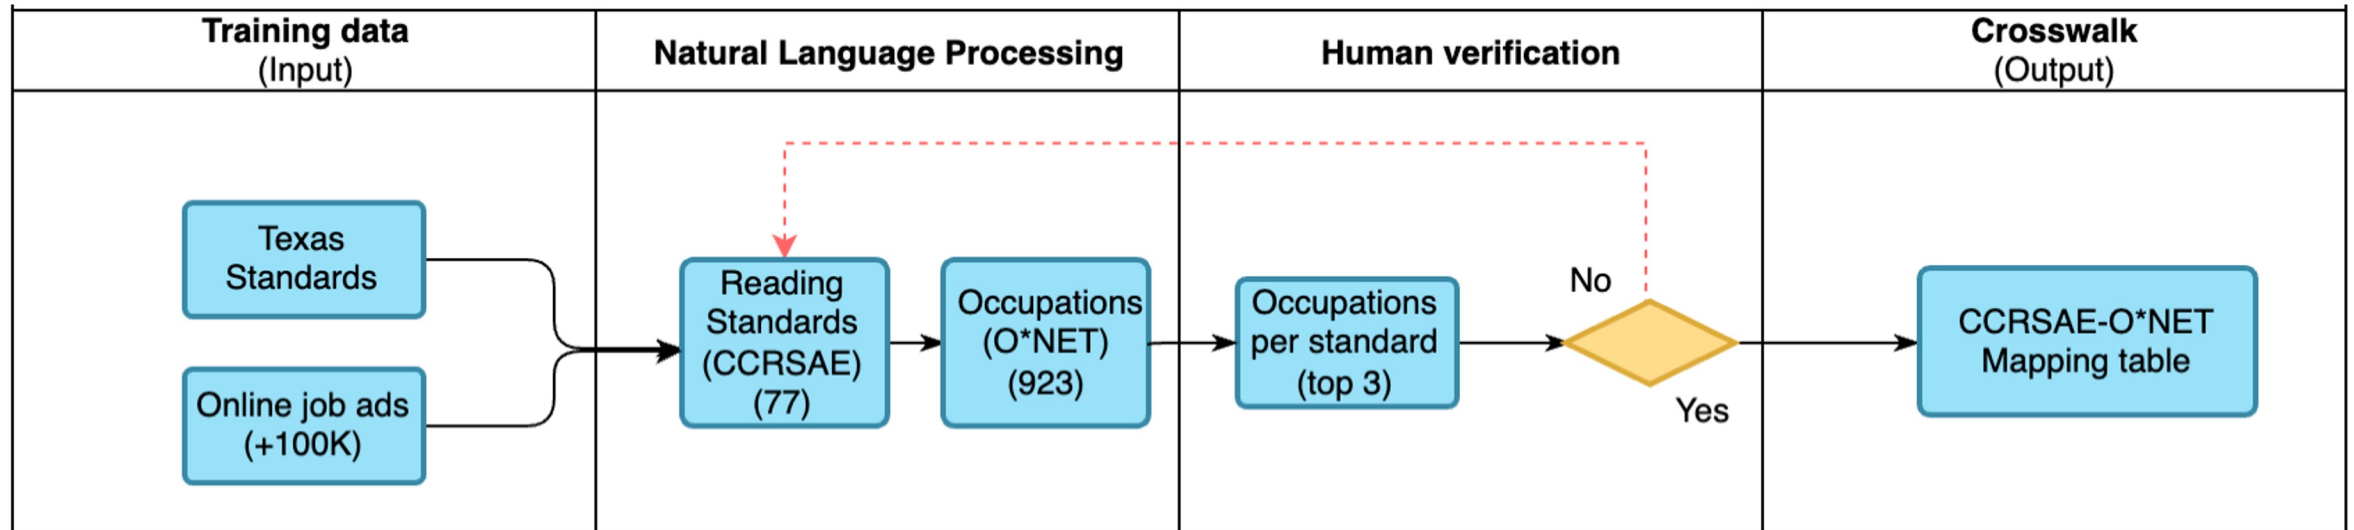 Training data
(Input)
Natural Language Processing
Human verification
Crosswalk
(Output)
Texas
Standards
Online job ads
(+100K)
Reading
Standards
(CCRSAE)
(77)
Occupations
(O*NET)
(923)
Occupations
per standard
(top 3)
No
Yes
CCRSAE-O*NET
Mapping table